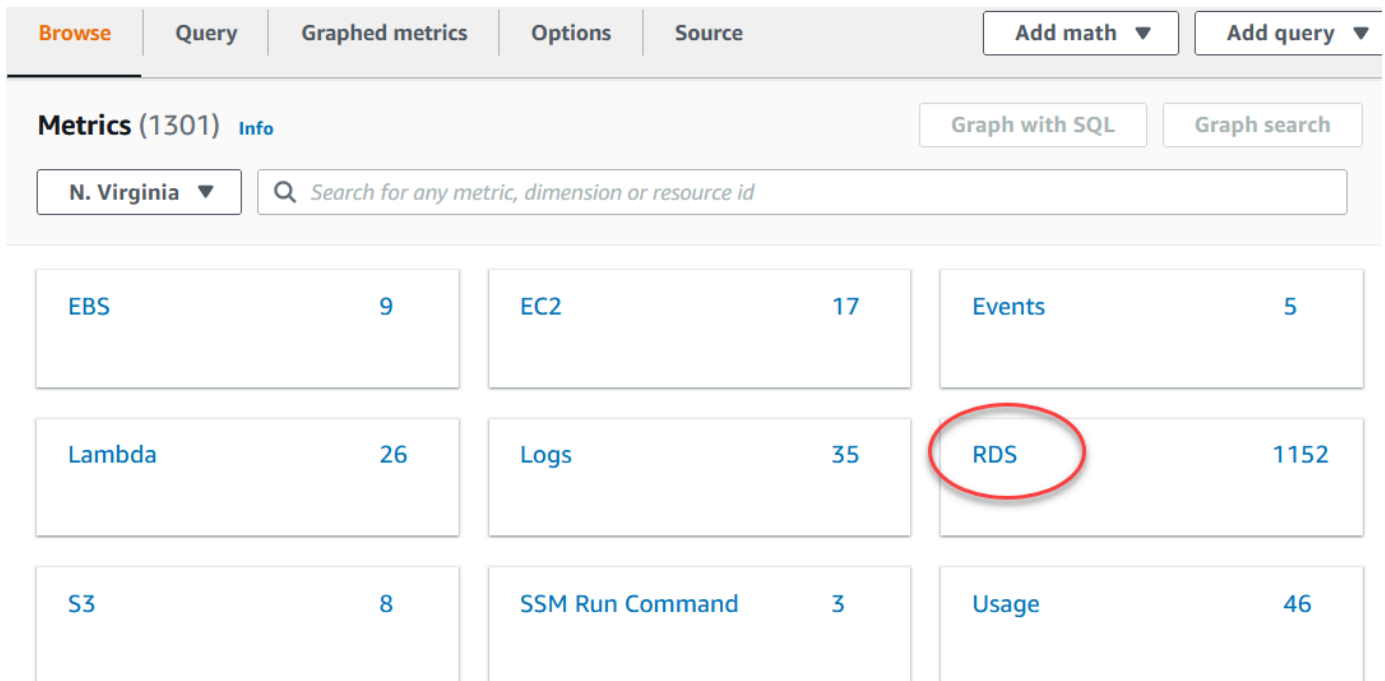 Browse Query Graphed metrics Options Source Add math Add query
Metrics (1301) Info Graph with SQL Graph search
N. Virginia Search for any metric, dimension or resource id
EBS 9 EC2 17 Events 5
Lambda 26 Logs 35 RDS 1152
S3 8 SSM Run Command 3 Usage 46